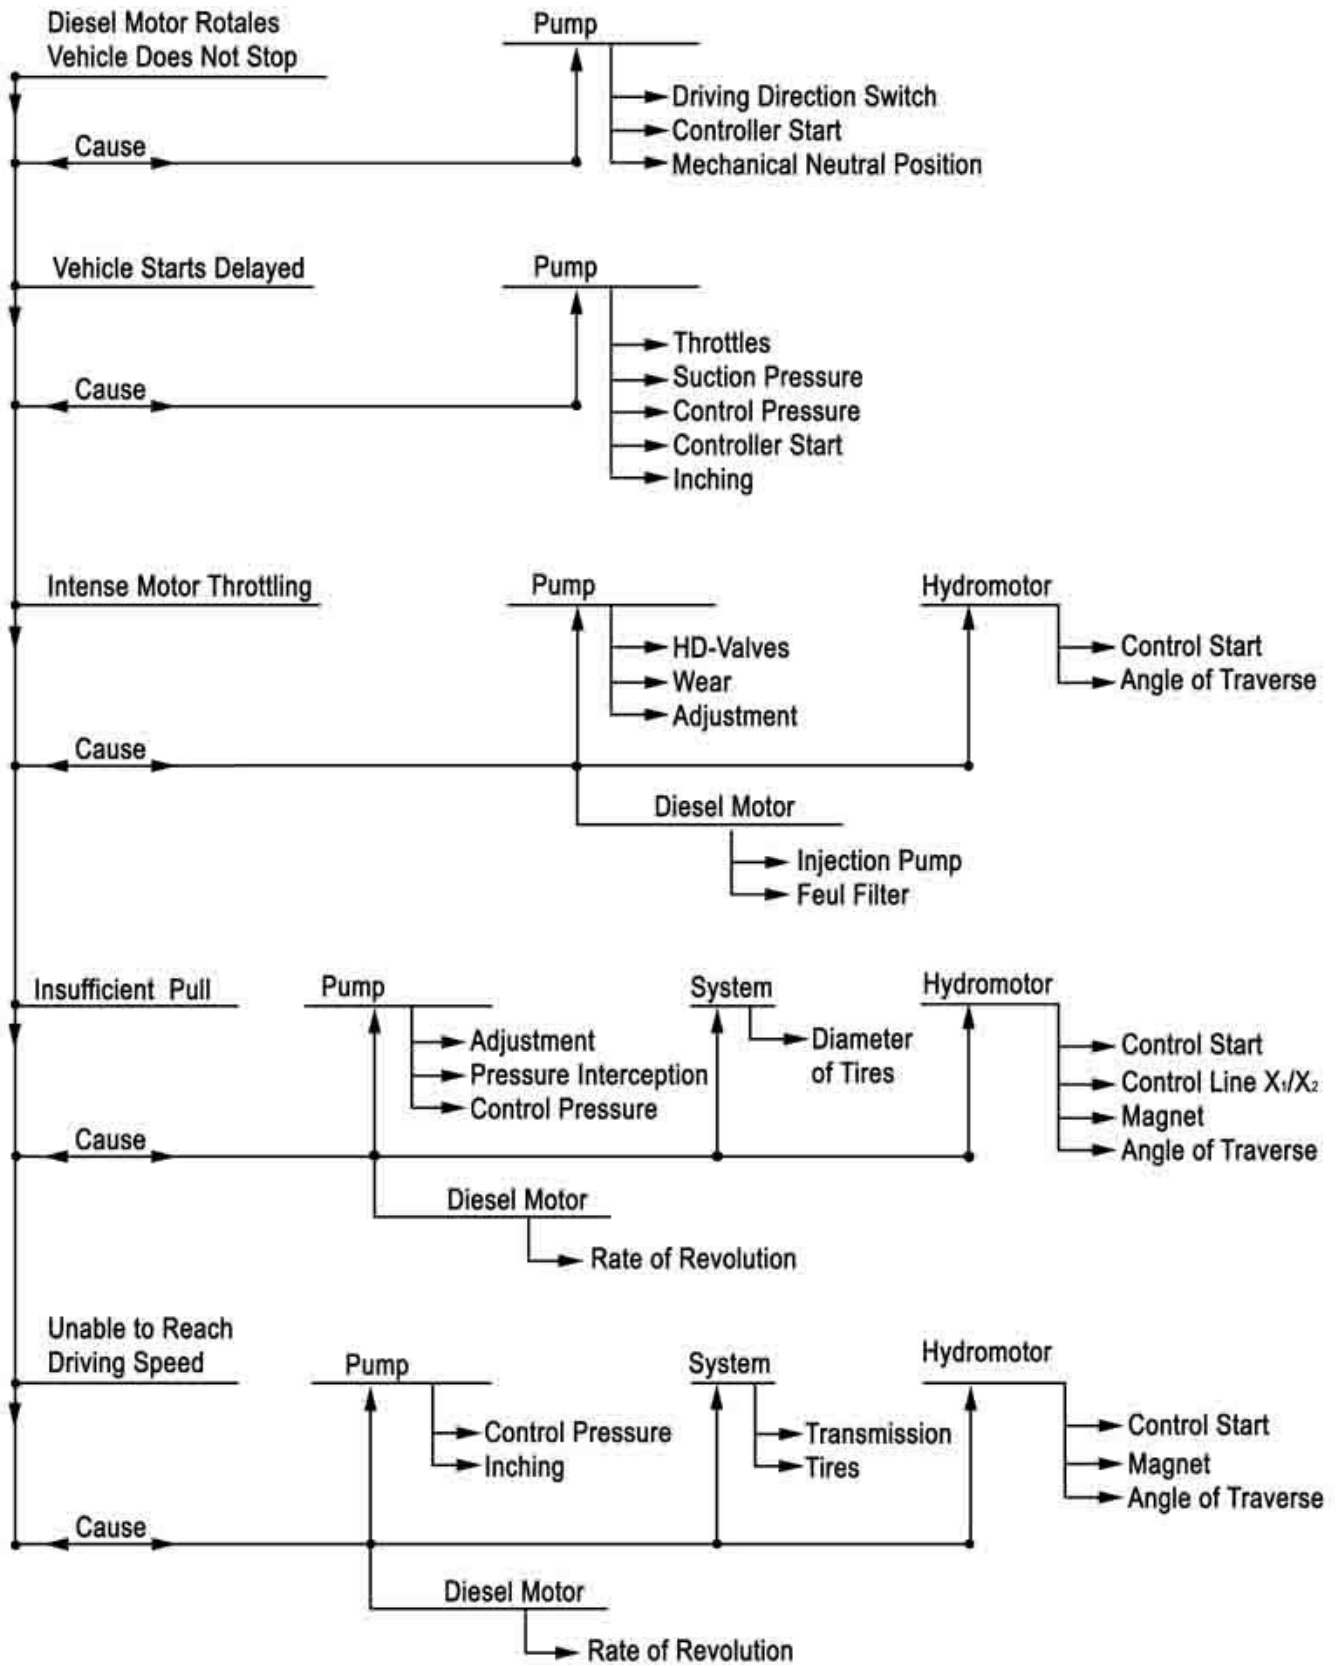 Diesel Motor Rotales
Vehicle Does Not Stop
Pump
Driving Direction Switch
Controller Start
Mechanical Neutral Position
Cause
Vehicle Starts Delayed
Pump
Throttles
Suction Pressure
Control Pressure
Controller Start
Inching
Cause
Intense Motor Throttling
Pump
HD-Valves
Wear
Adjustment
Hydromotor
Control Start
Angle of Traverse
Cause
Diesel Motor
Injection Pump
Feul Filter
Insufficient Pull
Pump
Adjustment
Pressure Interception
Control Pressure
System
Diameter
of Tires
Hydromotor
Control Start
Control Line X₁/X₂
Magnet
Angle of Traverse
Cause
Diesel Motor
Rate of Revolution
Unable to Reach
Driving Speed
Pump
Control Pressure
Inching
System
Transmission
Tires
Hydromotor
Control Start
Magnet
Angle of Traverse
Cause
Diesel Motor
Rate of Revolution